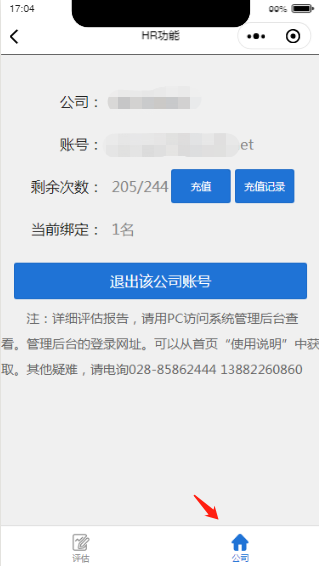 17:04
99%
HR功能
公司：
账号：
et
剩余次数：
205/244
充值
充值记录
当前绑定：
1名
退出该公司账号
注：详细评估报告，请用PC访问系统管理后台查
看。管理后台的登录网址。可以从首页“使用说明”中获
取。其他疑难，请电询028-85862444 13882260860
评估
公司